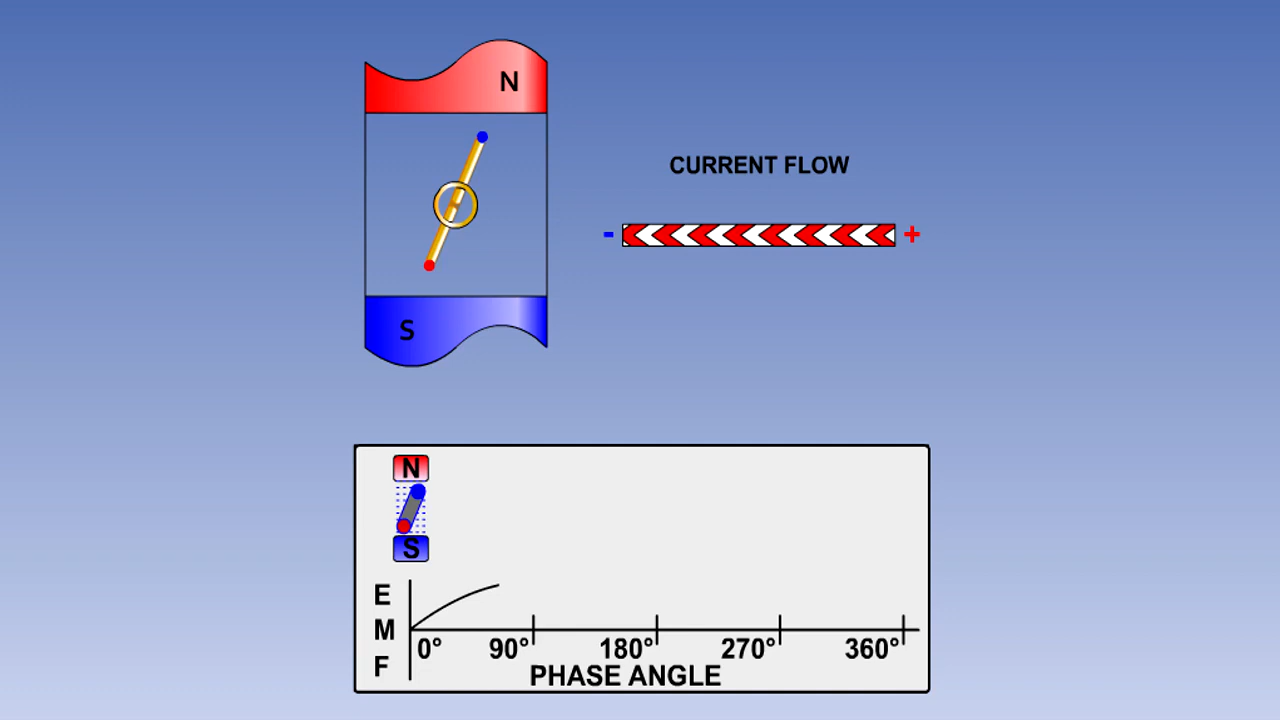 N
CURRENT FLOW
- +
S
N
S
E
M
F
0° 90° 180° 270° 360°
PHASE ANGLE